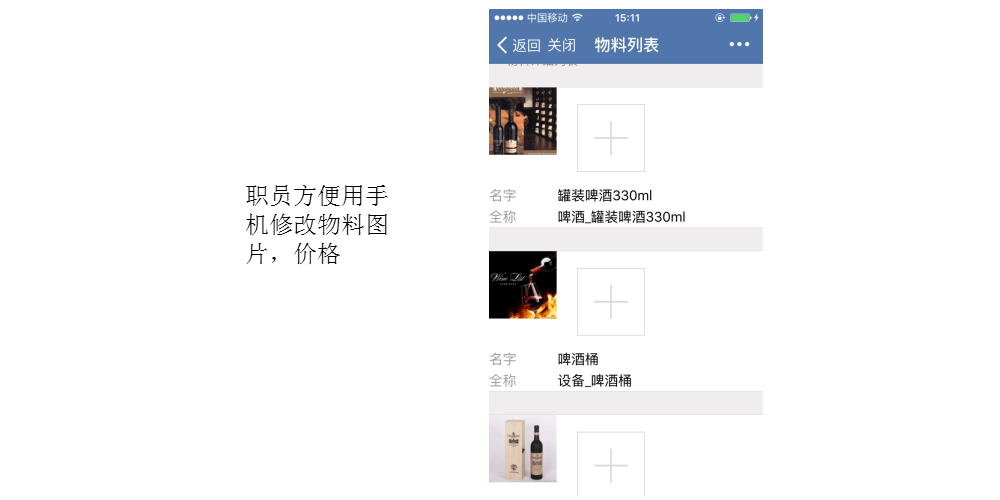 职员方便用手
机修改物料图
片，价格
中国移动 15:11
返回 关闭 物料列表
名字 罐装啤酒330ml
全称 啤酒_罐装啤酒330ml
Wine List
名字 啤酒桶
全称 设备_啤酒桶